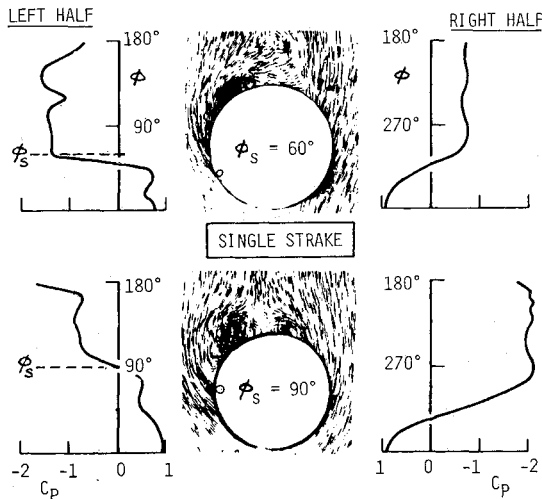 LEFT HALF
RIGHT HALF
180°
ϕ
90°
ϕs
ϕs = 60°
180°
ϕ
270°
SINGLE STRAKE
180°
90°
ϕs
-2 -1 0 1
Cp
ϕs = 90°
180°
270°
1 0 -1 -2
Cp